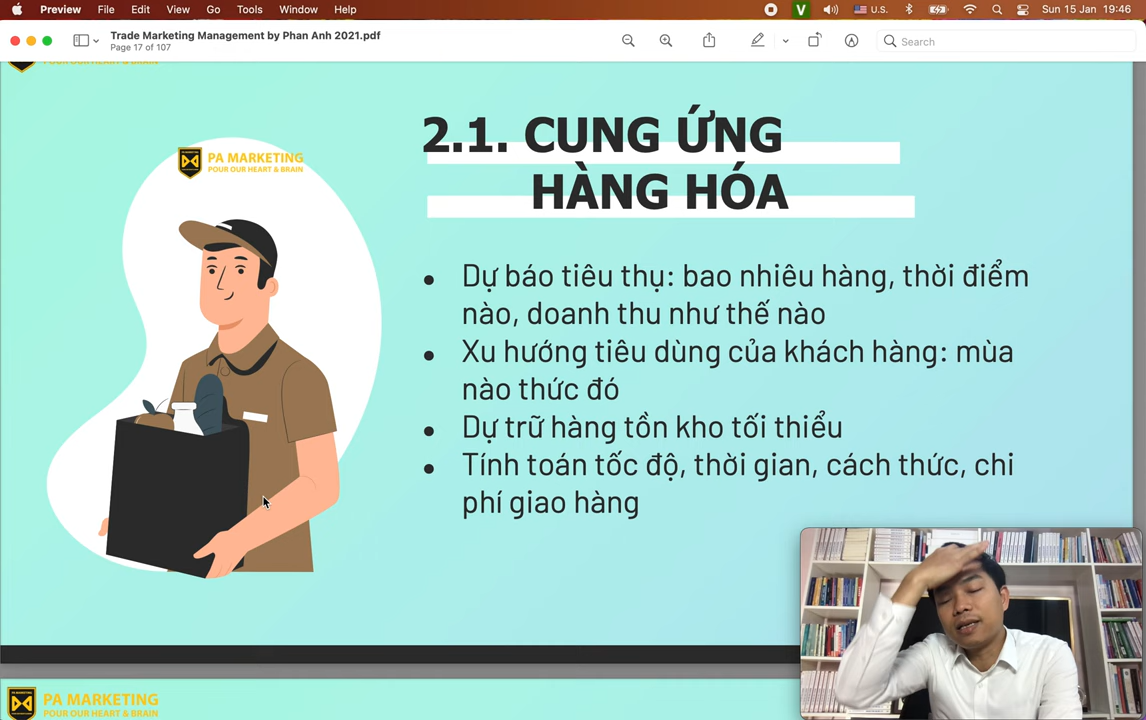 Preview File Edit View Go Tools Window Help V U.S. Sun 15 Jan 19:46
Trade Marketing Management by Phan Anh 2021.pdf
Page 17 of 107
Search
2.1. CUNG ỨNG
HÀNG HÓA
PA MARKETING
POUR OUR HEART & BRAIN
• Dự báo tiêu thụ: bao nhiêu hàng, thời điểm
nào, doanh thu như thế nào
• Xu hướng tiêu dùng của khách hàng: mùa
nào thức đó
• Dự trữ hàng tồn kho tối thiểu
• Tính toán tốc độ, thời gian, cách thức, chi
phí giao hàng
PA MARKETING
POUR OUR HEART & BRAIN